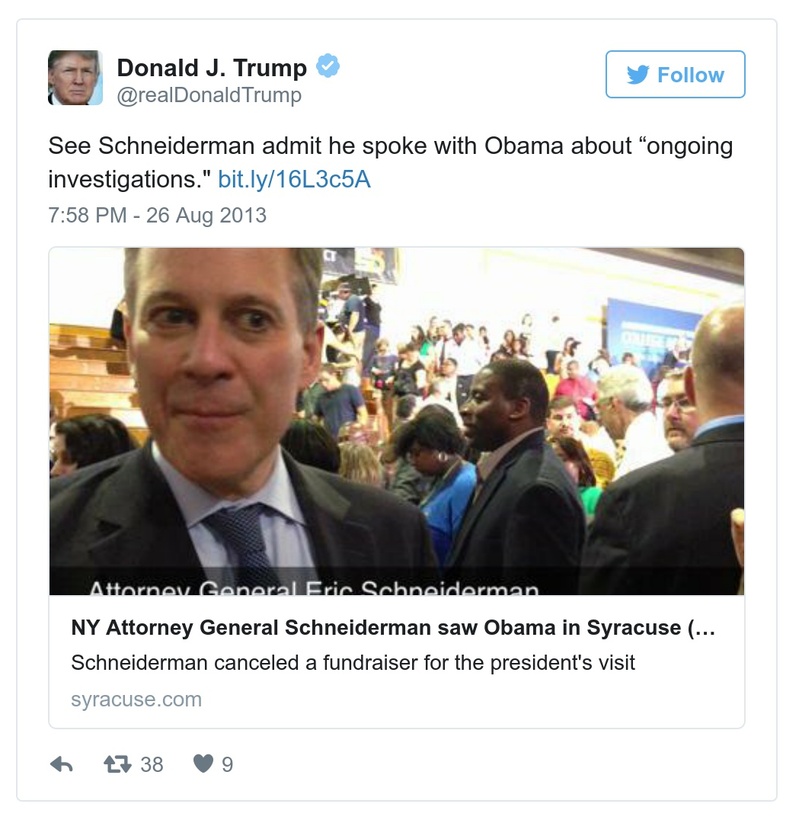 Donald J. Trump
@realDonaldTrump
Follow
See Schneiderman admit he spoke with Obama about “ongoing
investigations." bit.ly/16L3c5A
7:58 PM - 26 Aug 2013
CT
COLLEGE
Attorney General Eric Schneiderman
NY Attorney General Schneiderman saw Obama in Syracuse (...
Schneiderman canceled a fundraiser for the president's visit
syracuse.com
38
9